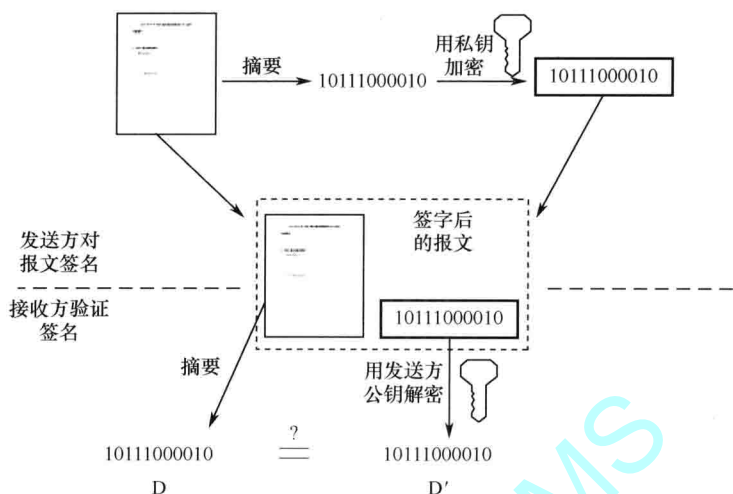 摘要
10111000010
用私钥
加密
10111000010
签字后
的报文
发送方对
报文签名
接收方验证
签名
10111000010
摘要
用发送方
公钥解密
10111000010
?
=
10111000010
D
D′
MS